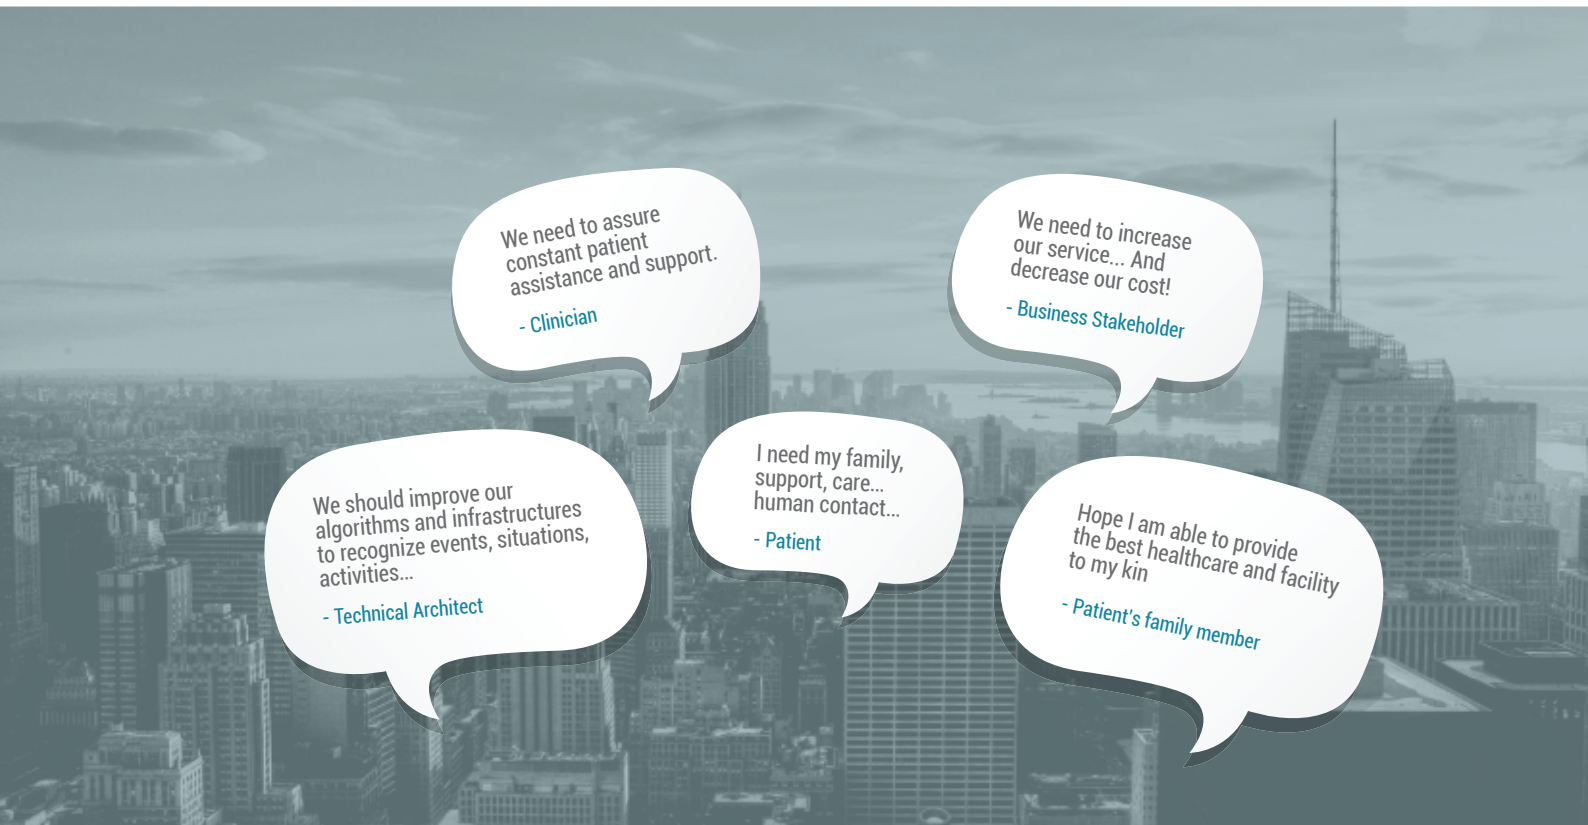 We need to assure
constant patient
assistance and support.
- Clinician
We need to increase
our service... And
decrease our cost!
- Business Stakeholder
We should improve our
algorithms and infrastructures
to recognize events, situations,
activities...
- Technical Architect
I need my family,
support, care...
human contact...
- Patient
Hope I am able to provide
the best healthcare and facility
to my kin
- Patient's family member